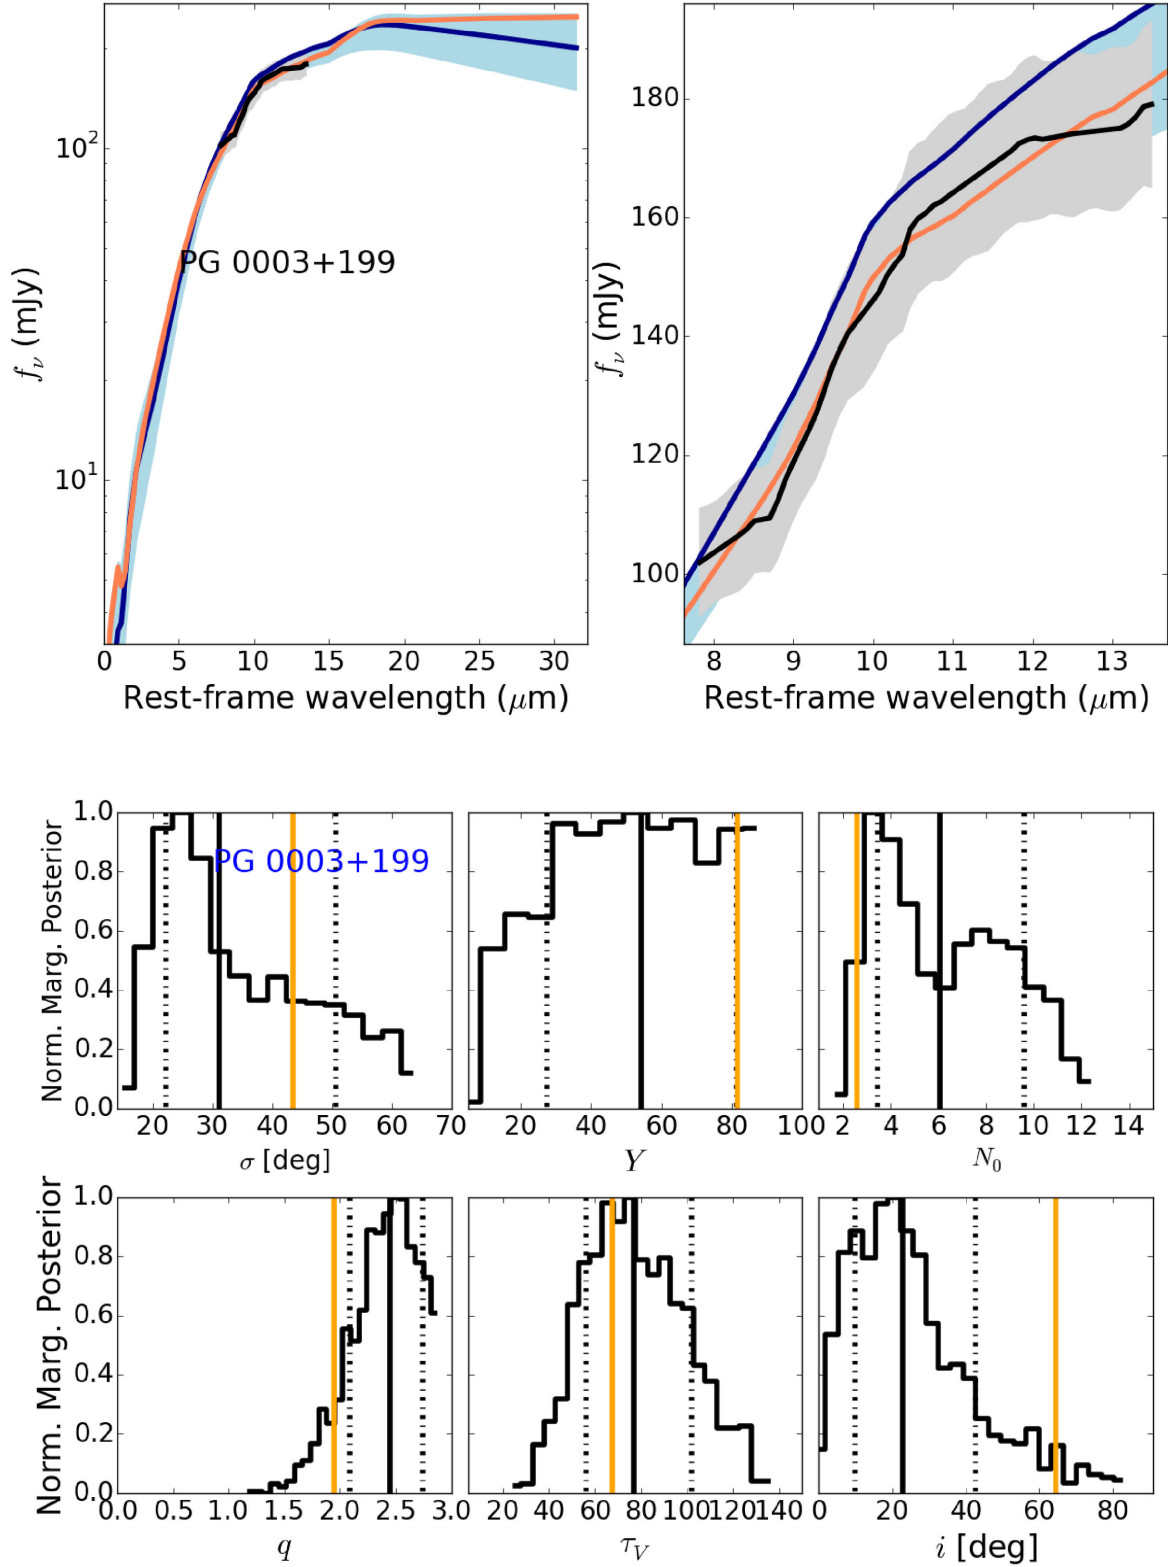 10²
10¹
f_ν (mJy)
PG 0003+199
0 5 10 15 20 25 30
Rest-frame wavelength (μm)
180
160
140
120
100
f_ν (mJy)
8 9 10 11 12 13
Rest-frame wavelength (μm)
Norm. Marg. Posterior
1.0
0.8
0.6
0.4
0.2
0.0
PG 0003+199
20 30 40 50 60 70
σ [deg]
20 40 60 80 100
Y
2 4 6 8 10 12 14
N₀
Norm. Marg. Posterior
1.0
0.8
0.6
0.4
0.2
0.0
0.0 0.5 1.0 1.5 2.0 2.5 3.0
q
20 40 60 80 100 120 140
τ_V
0 20 40 60 80
i [deg]